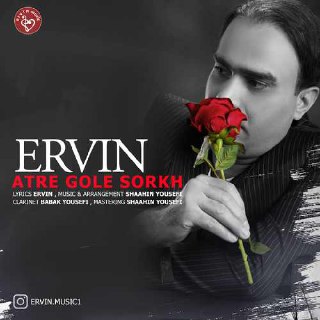 ERVIN
ATRE GOLE SORKH
LYRICS ERVIN , MUSIC & ARRANGEMENT SHAAHIN YOUSEFI
CLARINET BABAK YOUSEFI , MASTERING SHAAHIN YOUSEFI
ERVIN.MUSIC1